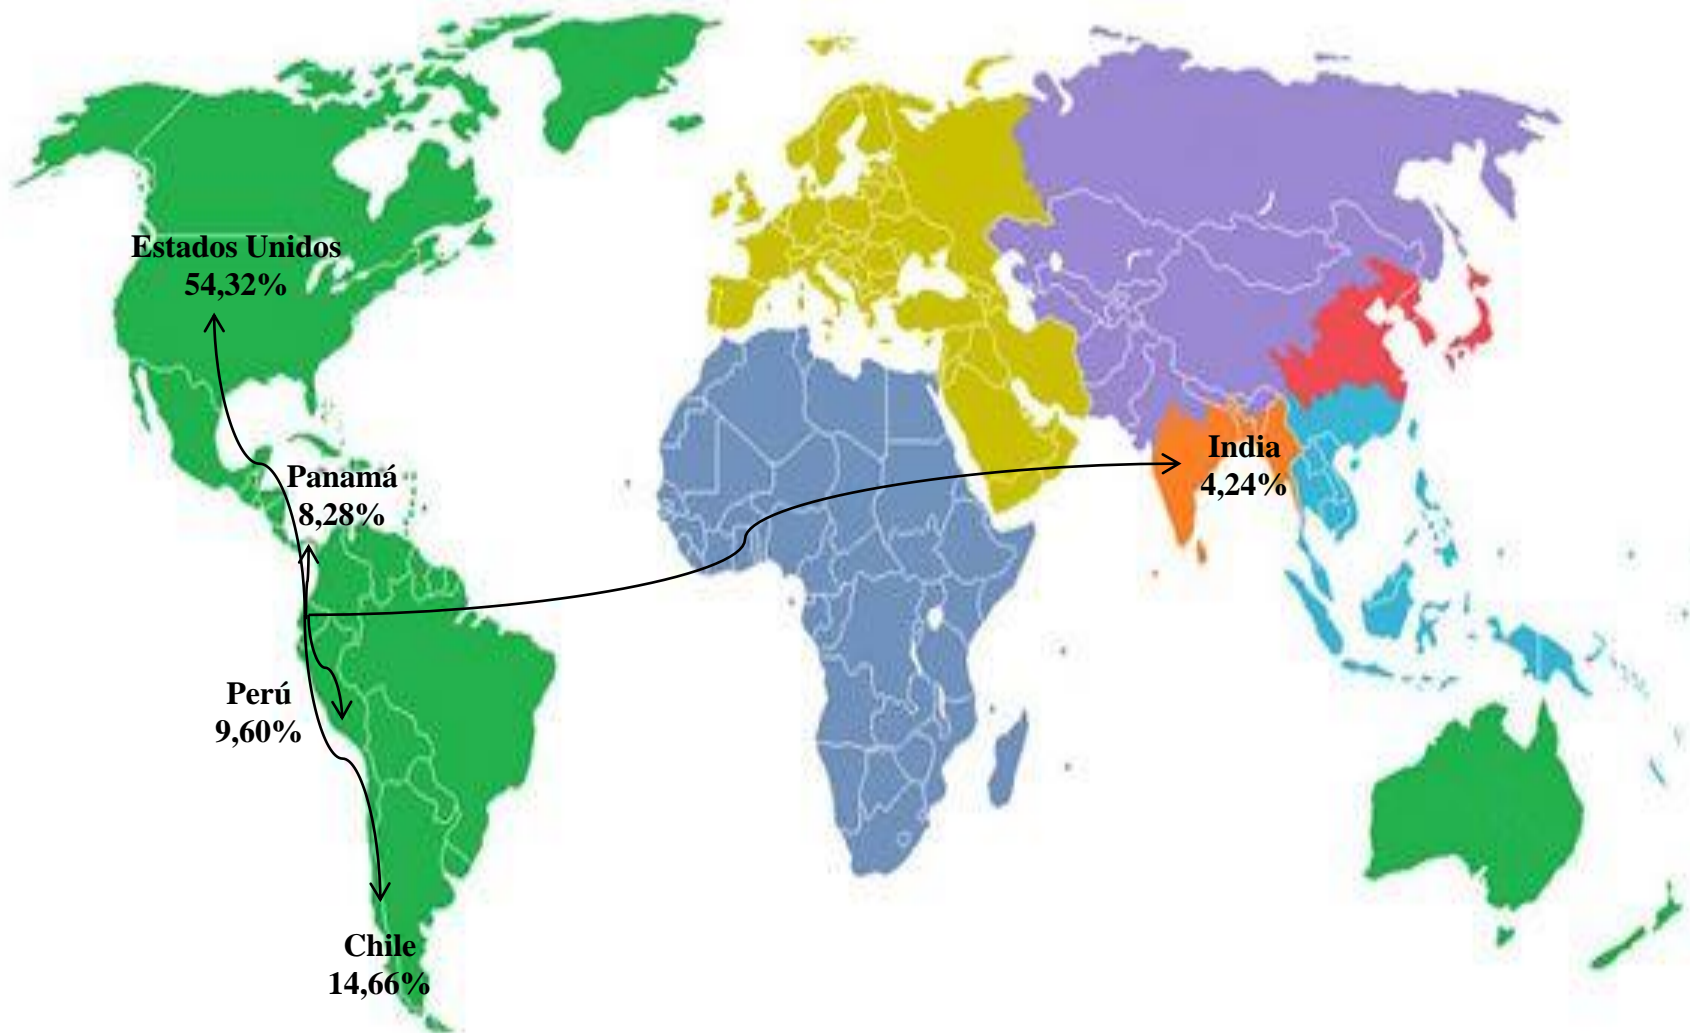 Estados Unidos
54,32%
Panamá
8,28%
India
4,24%
Perú
9,60%
Chile
14,66%